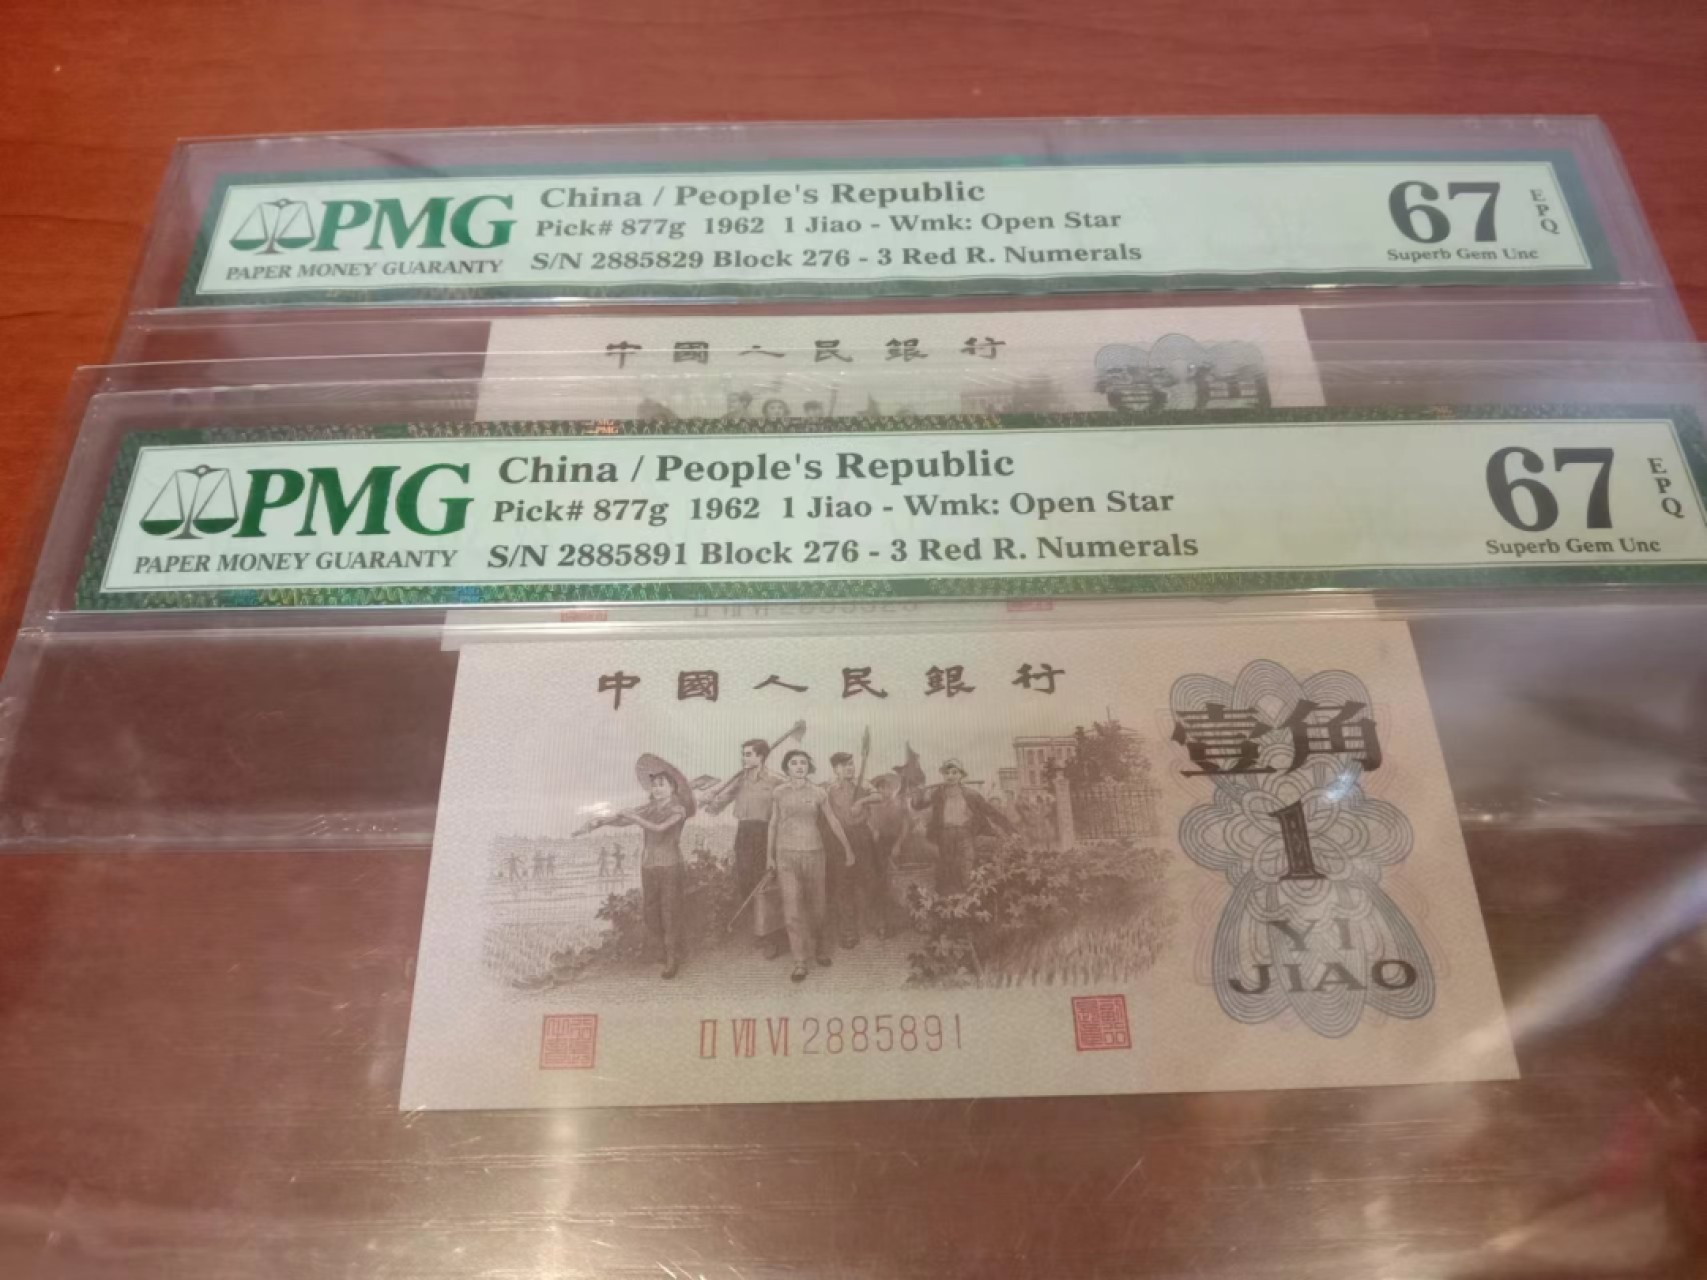 PMG
PAPER MONEY GUARANTY
China / People's Republic
Pick# 877g 1962 1 Jiao - Wmk: Open Star
S/N 2885829 Block 276 - 3 Red R. Numerals
67
EPQ
Superb Gem Unc
中國人民銀行
壹角
PMG
PAPER MONEY GUARANTY
China / People's Republic
Pick# 877g 1962 1 Jiao - Wmk: Open Star
S/N 2885891 Block 276 - 3 Red R. Numerals
67
EPQ
Superb Gem Unc
中國人民銀行
壹角
1
YI
JIAO
II VII VI 2885891